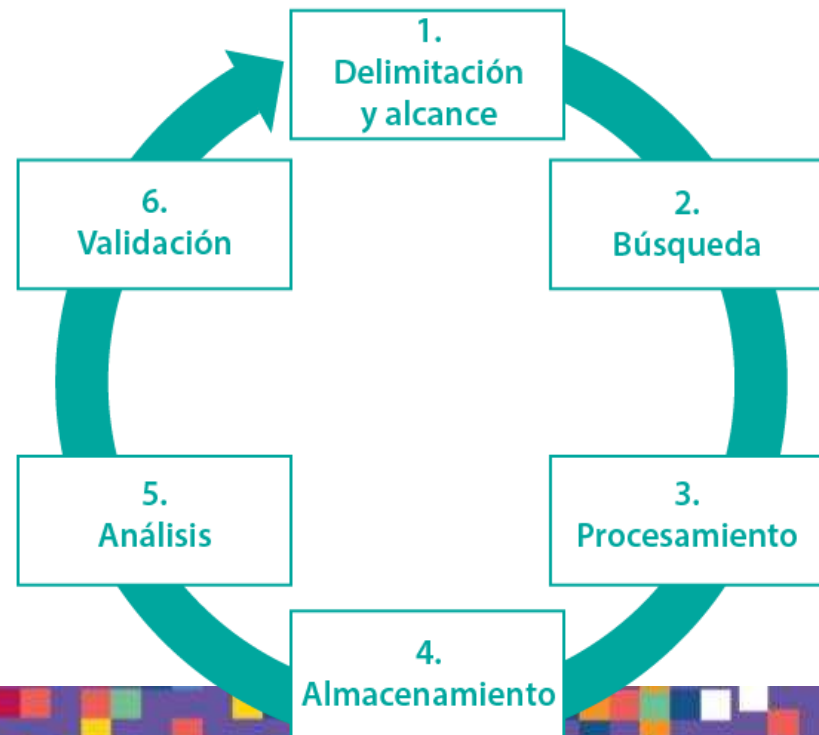 1.
Delimitación
y alcance
2.
Búsqueda
3.
Procesamiento
4.
Almacenamiento
5.
Análisis
6.
Validación